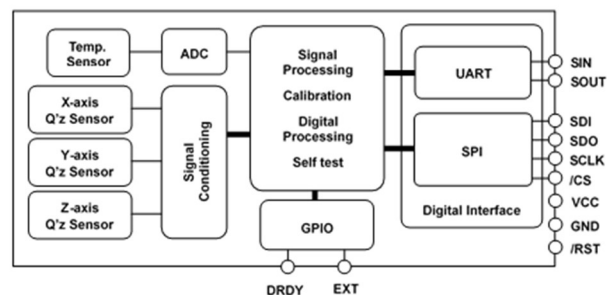 Temp.
Sensor
ADC
X-axis
Q'z Sensor
Y-axis
Q'z Sensor
Z-axis
Q'z Sensor
Signal
Conditioning
Signal
Processing
Calibration
Digital
Processing
Self test
GPIO
UART
SPI
Digital Interface
SIN
SOUT
SDI
SDO
SCLK
/CS
VCC
GND
/RST
DRDY
EXT